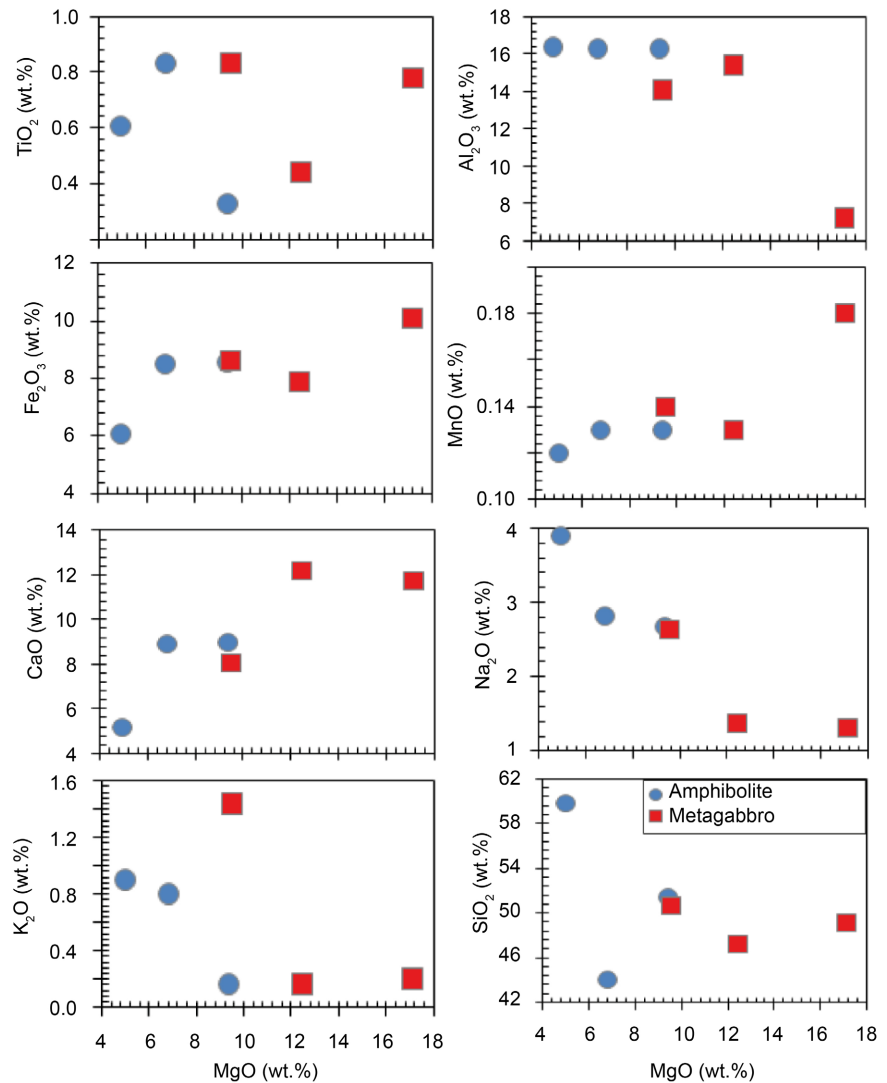 1.0
0.8
0.6
0.4
TiO2 (wt.%)
18
16
14
12
10
8
6
Al2O3 (wt.%)
12
10
8
6
4
Fe2O3 (wt.%)
0.18
0.14
0.10
MnO (wt.%)
14
12
10
8
6
4
CaO (wt.%)
4
3
2
1
Na2O (wt.%)
1.6
1.2
0.8
0.4
0.0
K2O (wt.%)
4 6 8 10 12 14 16 18
MgO (wt.%)
62
58
54
50
46
42
SiO2 (wt.%)
Amphibolite
Metagabbro
4 6 8 10 12 14 16 18
MgO (wt.%)